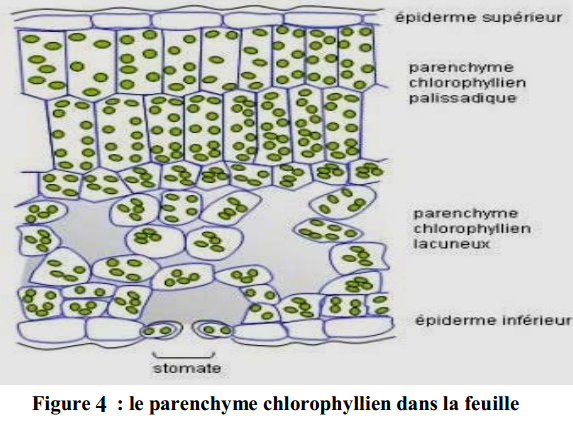 épiderme supérieur
parenchyme
chlorophyllien
palissadique
parenchyme
chlorophyllien
lacuneux
épiderme inférieur
stomate
Figure 4 : le parenchyme chlorophyllien dans la feuille